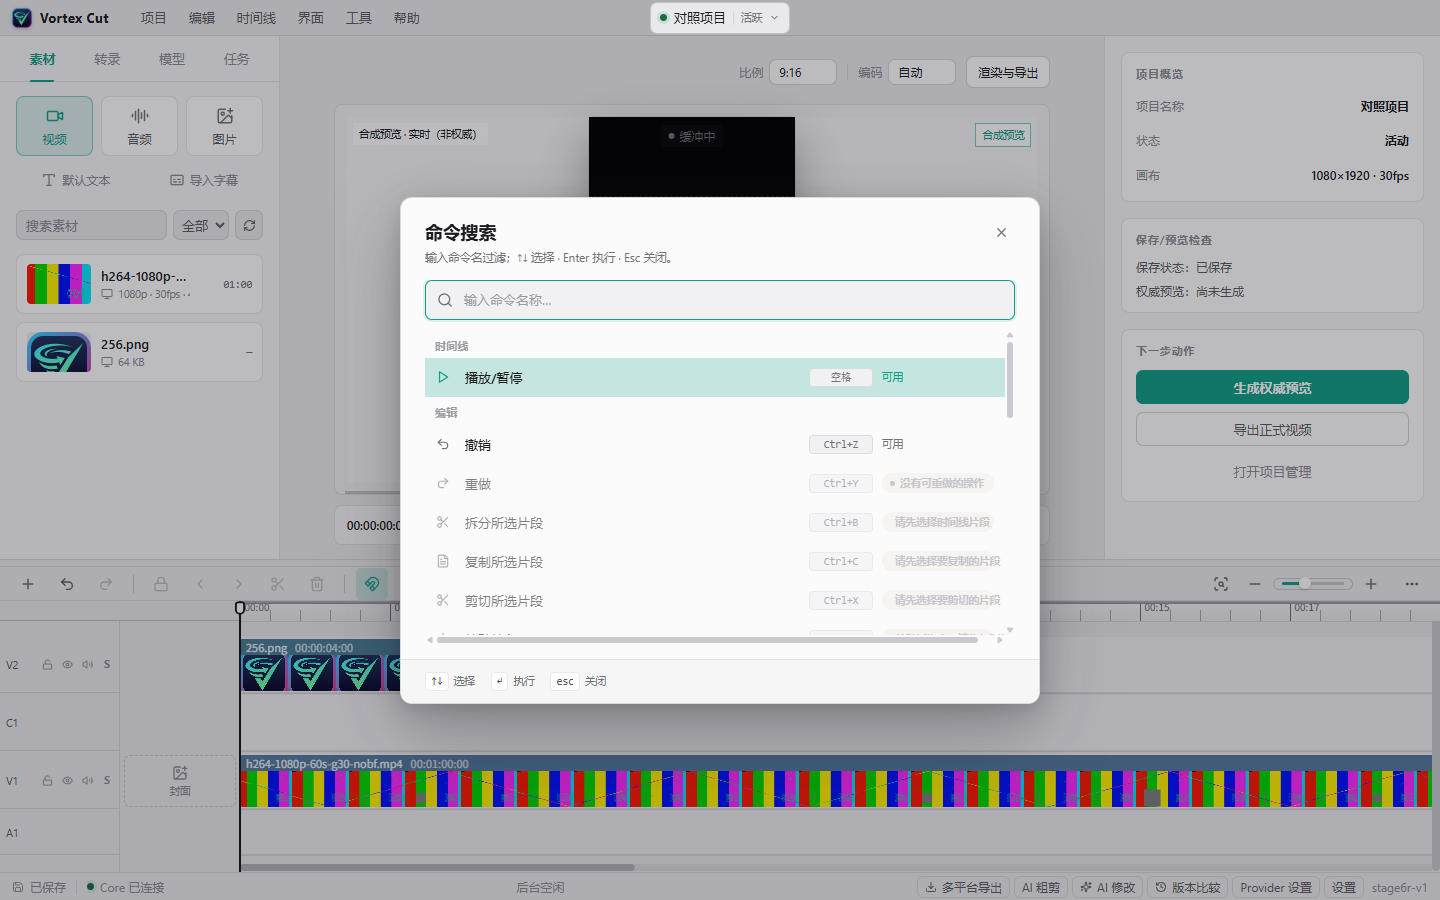 Vortex Cut 项目 编辑 时间线 界面 工具 帮助
对照项目 活跃
素材 转录 模型 任务
视频 音频 图片
默认文本 导入字幕
搜索素材 全部
h264-1080p-...
1080p · 30fps ·
01:00
256.png
64 KB
–
比例 9:16 编码 自动 渲染与导出
合成预览 · 实时（非权威）
缓冲中
合成预览
00:00:00:0
项目概览
项目名称 对照项目
状态 活动
画布 1080×1920 · 30fps
保存/预览检查
保存状态：已保存
权威预览：尚未生成
下一步动作
生成权威预览
导出正式视频
打开项目管理
命令搜索
输入命令名过滤；↑↓ 选择 · Enter 执行 · Esc 关闭。
输入命令名称...
时间线
播放/暂停 空格 可用
编辑
撤销 Ctrl+Z 可用
重做 Ctrl+Y 没有可重做的操作
拆分所选片段 Ctrl+B 请先选择时间线片段
复制所选片段 Ctrl+C 请先选择要复制的片段
剪切所选片段 Ctrl+X 请先选择要剪切的片段
↑↓ 选择 ↵ 执行 esc 关闭
00:00 00:15 00:17
V2 S
256.png 00:00:04:00
C1
V1 S
封面
h264-1080p-60s-g30-nobf.mp4 00:01:00:00
A1
已保存 Core 已连接 后台空闲 多平台导出 AI 粗剪 AI 修改 版本比较 Provider 设置 设置 stage6r-v1